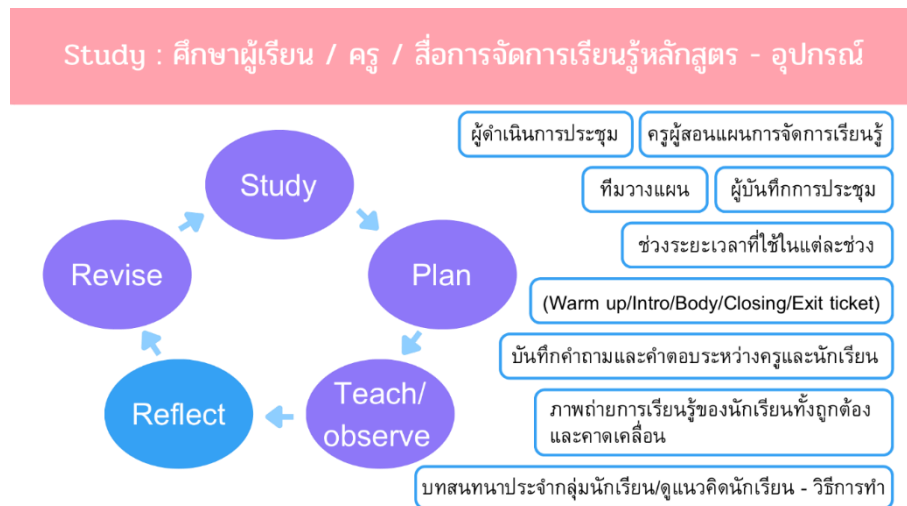 Study : ศึกษาผู้เรียน / ครู / สื่อการจัดการเรียนรู้หลักสูตร - อุปกรณ์
ผู้ดำเนินการประชุม
ครูผู้สอนแผนการจัดการเรียนรู้
Study
ทีมวางแผน
ผู้บันทึกการประชุม
ช่วงระยะเวลาที่ใช้ในแต่ละช่วง
Revise
Plan
(Warm up/Intro/Body/Closing/Exit ticket)
บันทึกคำถามและคำตอบระหว่างครูและนักเรียน
Reflect
Teach/
observe
ภาพถ่ายการเรียนรู้ของนักเรียนทั้งถูกต้อง
และคาดเคลื่อน
บทสนทนาประจำกลุ่มนักเรียน/ดูแนวคิดนักเรียน - วิธีการทำ